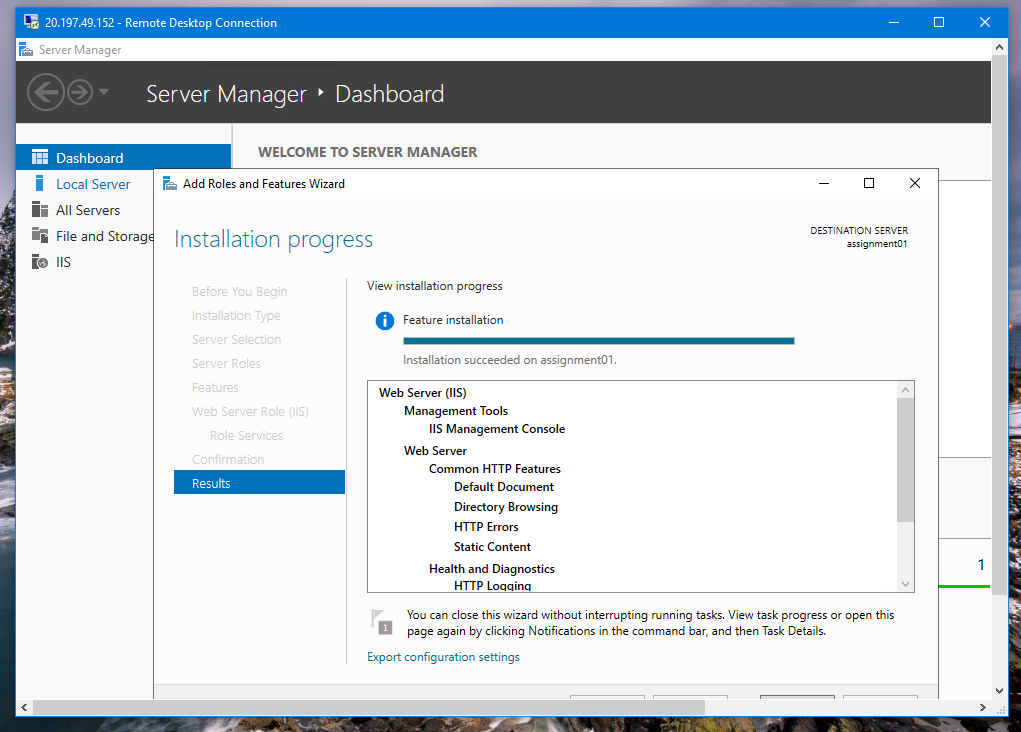 20.197.49.152 - Remote Desktop Connection
Server Manager
Server Manager ‣ Dashboard
WELCOME TO SERVER MANAGER
Dashboard
Local Server
All Servers
File and Storage
IIS
Add Roles and Features Wizard
Installation progress
DESTINATION SERVER
assignment01
Before You Begin
Installation Type
Server Selection
Server Roles
Features
Web Server Role (IIS)
Role Services
Confirmation
Results
View installation progress
Feature installation
Installation succeeded on assignment01.
Web Server (IIS)
Management Tools
IIS Management Console
Web Server
Common HTTP Features
Default Document
Directory Browsing
HTTP Errors
Static Content
Health and Diagnostics
HTTP Logging
1
You can close this wizard without interrupting running tasks. View task progress or open this
page again by clicking Notifications in the command bar, and then Task Details.
Export configuration settings
1